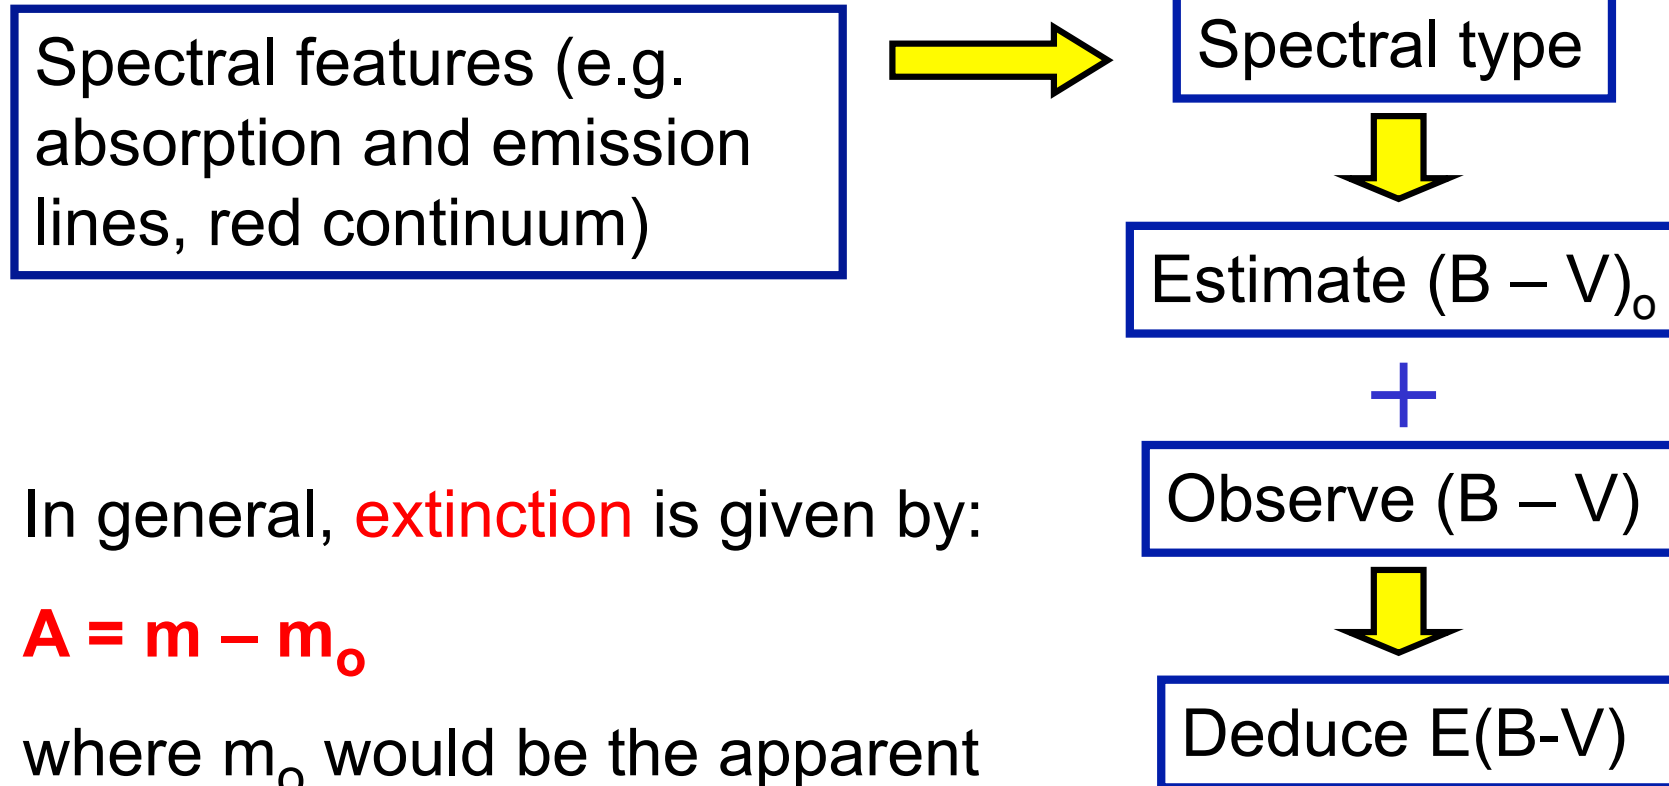 Spectral features (e.g.
absorption and emission
lines, red continuum)
Spectral type
Estimate (B – V)ₒ
+
Observe (B – V)
Deduce E(B-V)
In general, extinction is given by:
A = m – mₒ
where mₒ would be the apparent